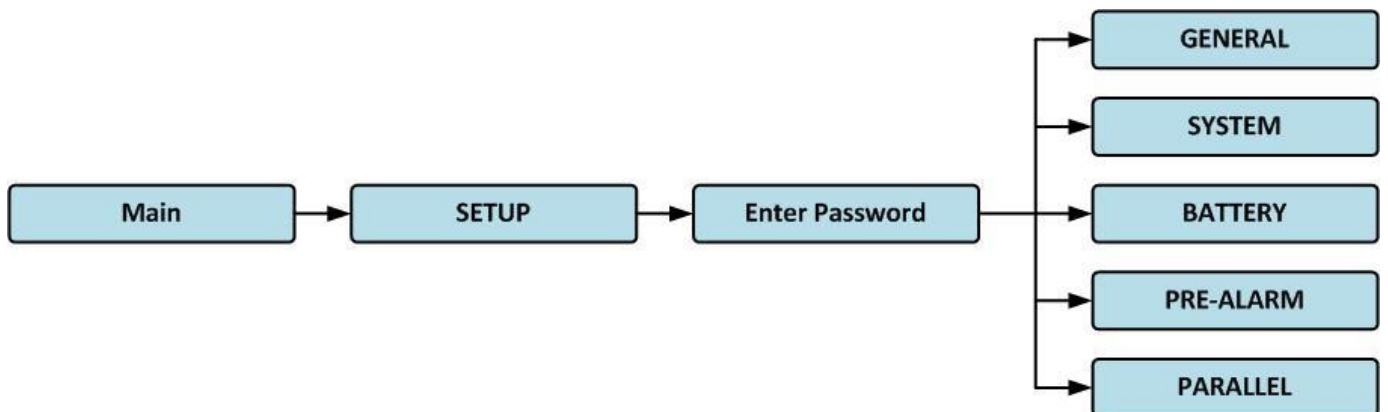 Main
SETUP
Enter Password
GENERAL
SYSTEM
BATTERY
PRE-ALARM
PARALLEL